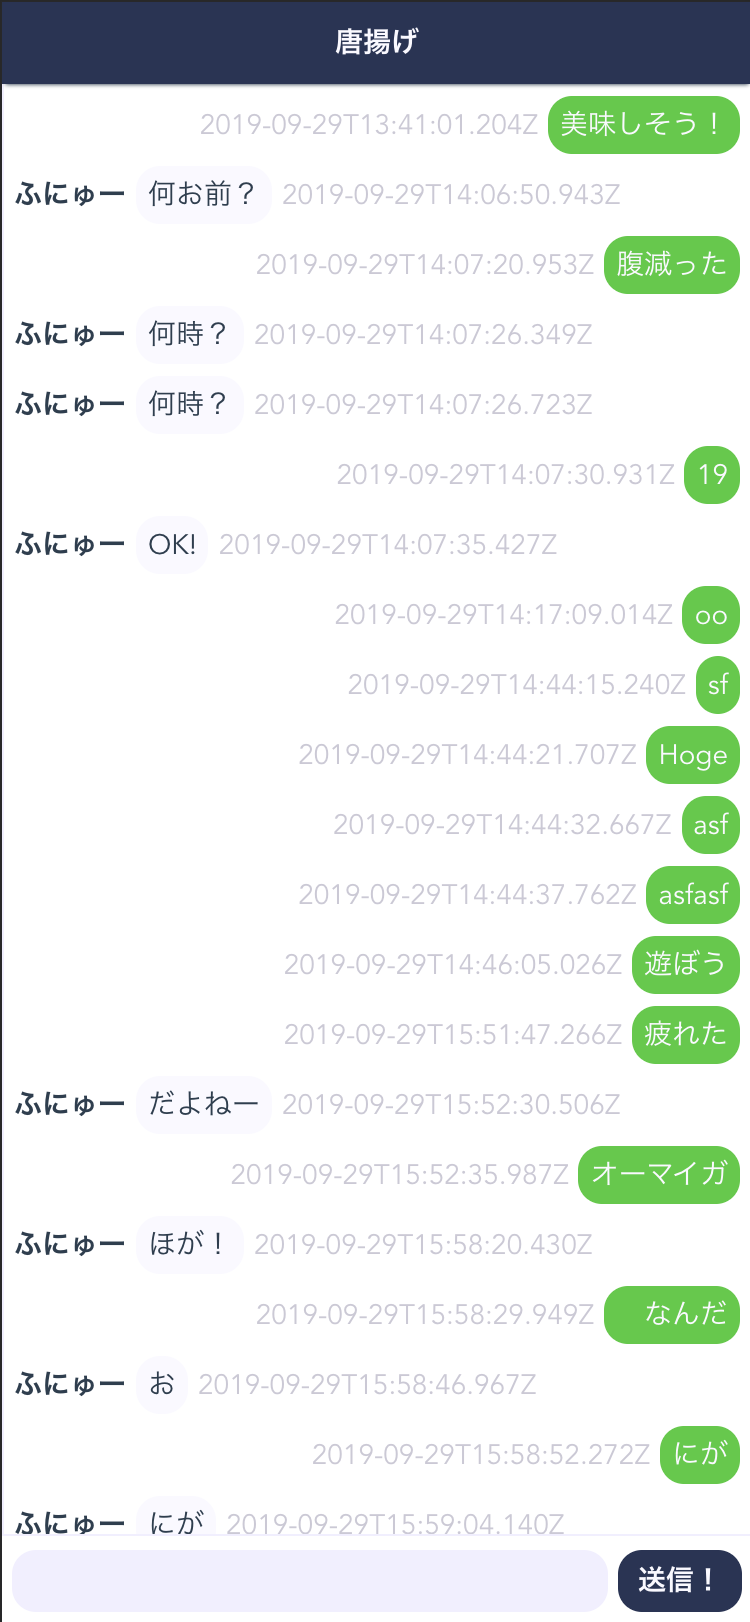 唐揚げ
2019-09-29T13:41:01.204Z 美味しそう！
ふにゅー 何お前？ 2019-09-29T14:06:50.943Z
2019-09-29T14:07:20.953Z 腹減った
ふにゅー 何時？ 2019-09-29T14:07:26.349Z
ふにゅー 何時？ 2019-09-29T14:07:26.723Z
2019-09-29T14:07:30.931Z 19
ふにゅー OK! 2019-09-29T14:07:35.427Z
2019-09-29T14:17:09.014Z oo
2019-09-29T14:44:15.240Z sf
2019-09-29T14:44:21.707Z Hoge
2019-09-29T14:44:32.667Z asf
2019-09-29T14:44:37.762Z asfasf
2019-09-29T14:46:05.026Z 遊ぼう
2019-09-29T15:51:47.266Z 疲れた
ふにゅー だよねー 2019-09-29T15:52:30.506Z
2019-09-29T15:52:35.987Z オーマイガ
ふにゅー ほが！ 2019-09-29T15:58:20.430Z
2019-09-29T15:58:29.949Z なんだ
ふにゅー お 2019-09-29T15:58:46.967Z
2019-09-29T15:58:52.272Z にが
ふにゅー にが 2019-09-29T15:59:04.140Z
送信！